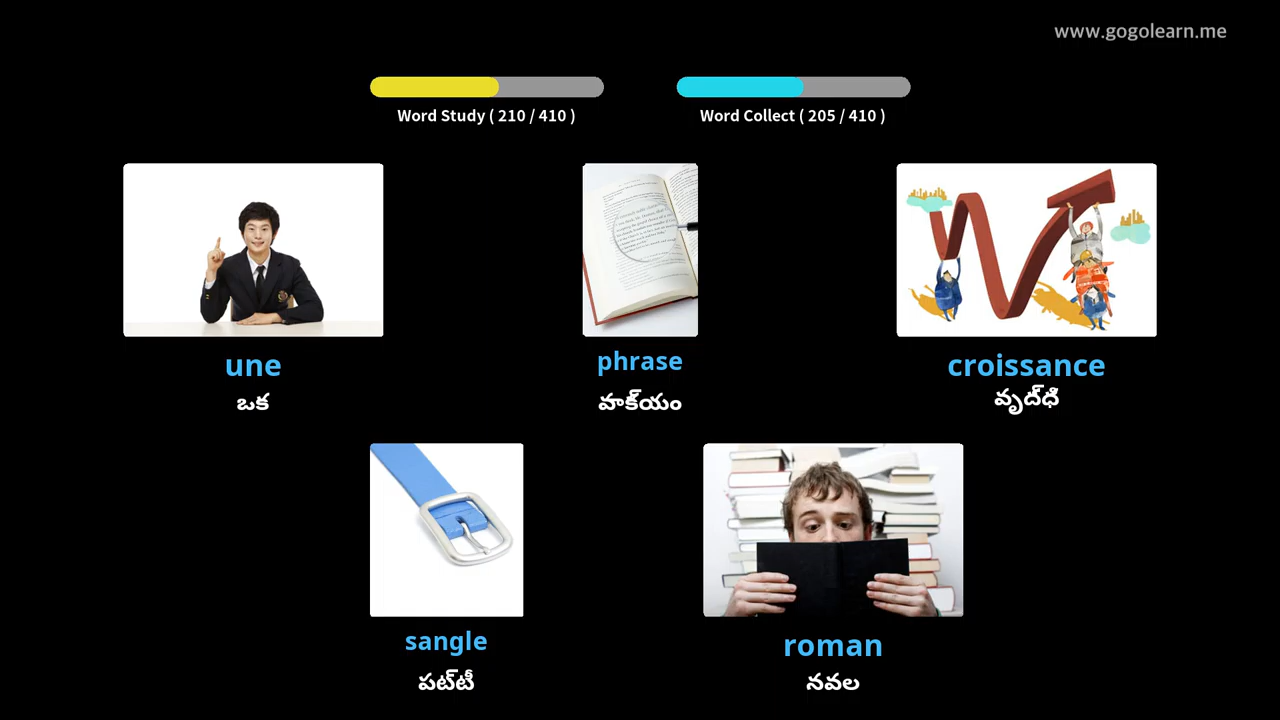 www.gogolearn.me
Word Study ( 210 / 410 )
Word Collect ( 205 / 410 )
une
ఒక
phrase
వాక్‌యం
croissance
వృద్‌ధి
sangle
పట్‌టీ
roman
నవల